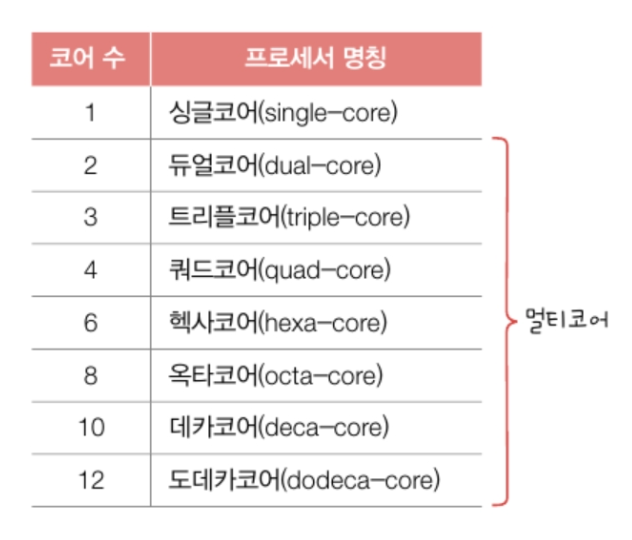 코어 수 프로세서 명칭
1 싱글코어(single-core)
2 듀얼코어(dual-core)
3 트리플코어(triple-core)
4 쿼드코어(quad-core)
6 헥사코어(hexa-core)
8 옥타코어(octa-core)
10 데카코어(deca-core)
12 도데카코어(dodeca-core)
멀티코어